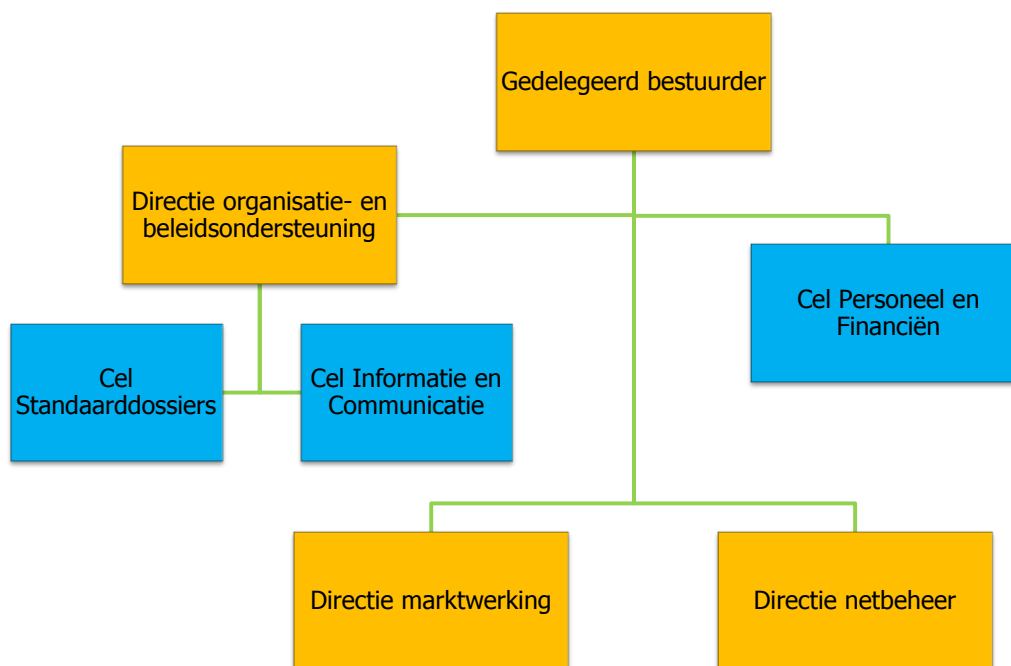 Gedelegeerd bestuurder
Directie organisatie- en
beleidsondersteuning
Cel Personeel en
Financiën
Cel
Standaarddossiers
Cel Informatie en
Communicatie
Directie marktwerking
Directie netbeheer